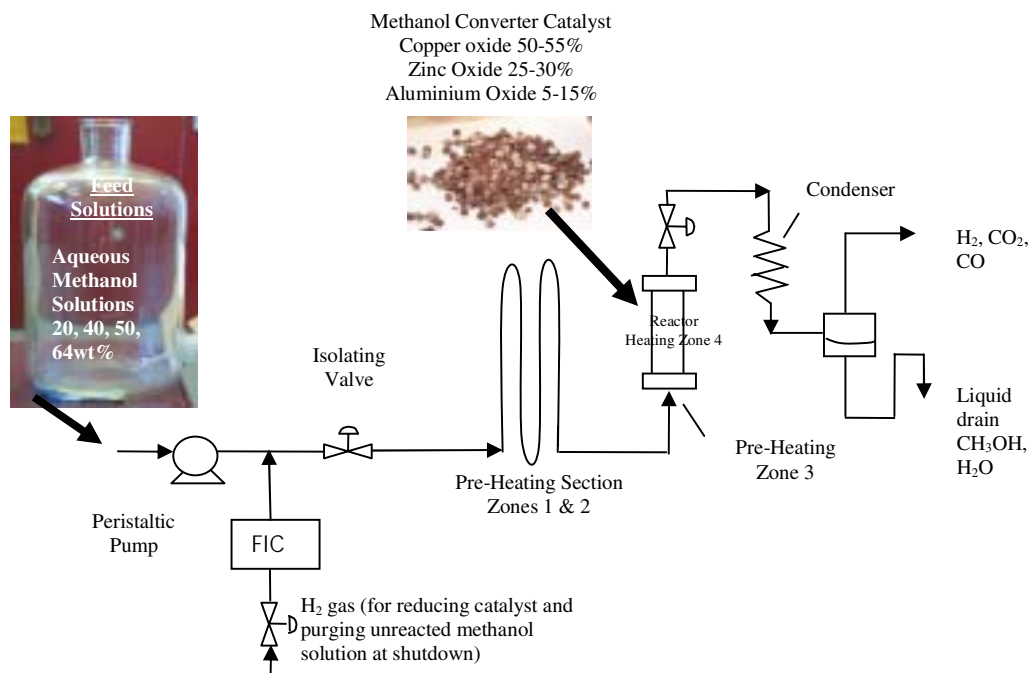 Methanol Converter Catalyst
Copper oxide 50-55%
Zinc Oxide 25-30%
Aluminium Oxide 5-15%
Feed
Solutions
Aqueous
Methanol
Solutions
20, 40, 50,
64wt%
Isolating
Valve
Reactor
Heating Zone 4
Condenser
H₂, CO₂,
CO
Liquid
drain
CH₃OH,
H₂O
Pre-Heating
Zone 3
Pre-Heating Section
Zones 1 & 2
Peristaltic
Pump
FIC
H₂ gas (for reducing catalyst and
purging unreacted methanol
solution at shutdown)